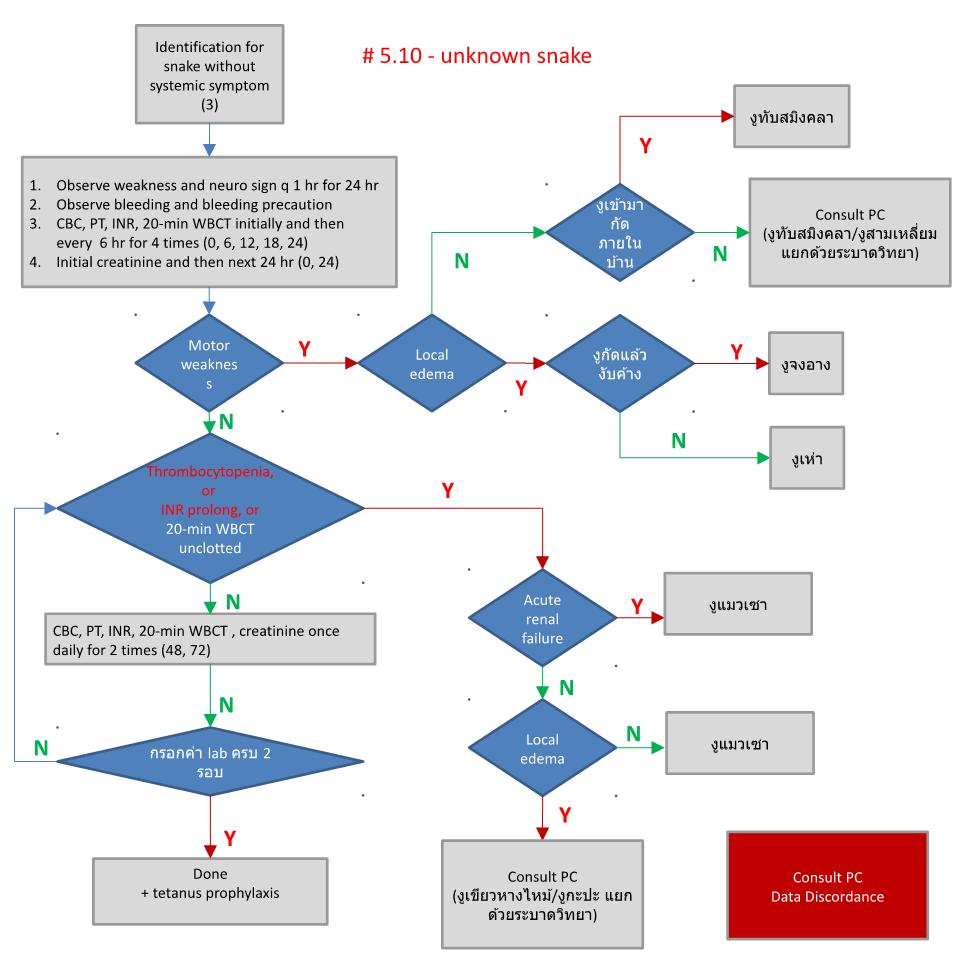 # 5.10 - unknown snake
Identification for
snake without
systemic symptom
(3)
1. Observe weakness and neuro sign q 1 hr for 24 hr
2. Observe bleeding and bleeding precaution
3. CBC, PT, INR, 20-min WBCT initially and then
every 6 hr for 4 times (0, 6, 12, 18, 24)
4. Initial creatinine and then next 24 hr (0, 24)
งูทับสมิงคลา
Y
งูเข้ามา
กัด
ภายใน
บ้าน
N
Consult PC
(งูทับสมิงคลา/งูสามเหลี่ยม
แยกด้วยระบาดวิทยา)
N
Motor
weaknes
s
Y
Local
edema
Y
งูกัดแล้ว
งับค้าง
Y
งูจงอาง
N
งูเห่า
N
Thrombocytopenia,
or
INR prolong, or
20-min WBCT
unclotted
Y
N
Acute
renal
failure
Y
งูแมวเซา
CBC, PT, INR, 20-min WBCT , creatinine once
daily for 2 times (48, 72)
N
N
Local
edema
N
งูแมวเซา
กรอกค่า lab ครบ 2
รอบ
N
Y
Y
Done
+ tetanus prophylaxis
Consult PC
(งูเขียวหางไหม้/งูกะปะ แยก
ด้วยระบาดวิทยา)
Consult PC
Data Discordance